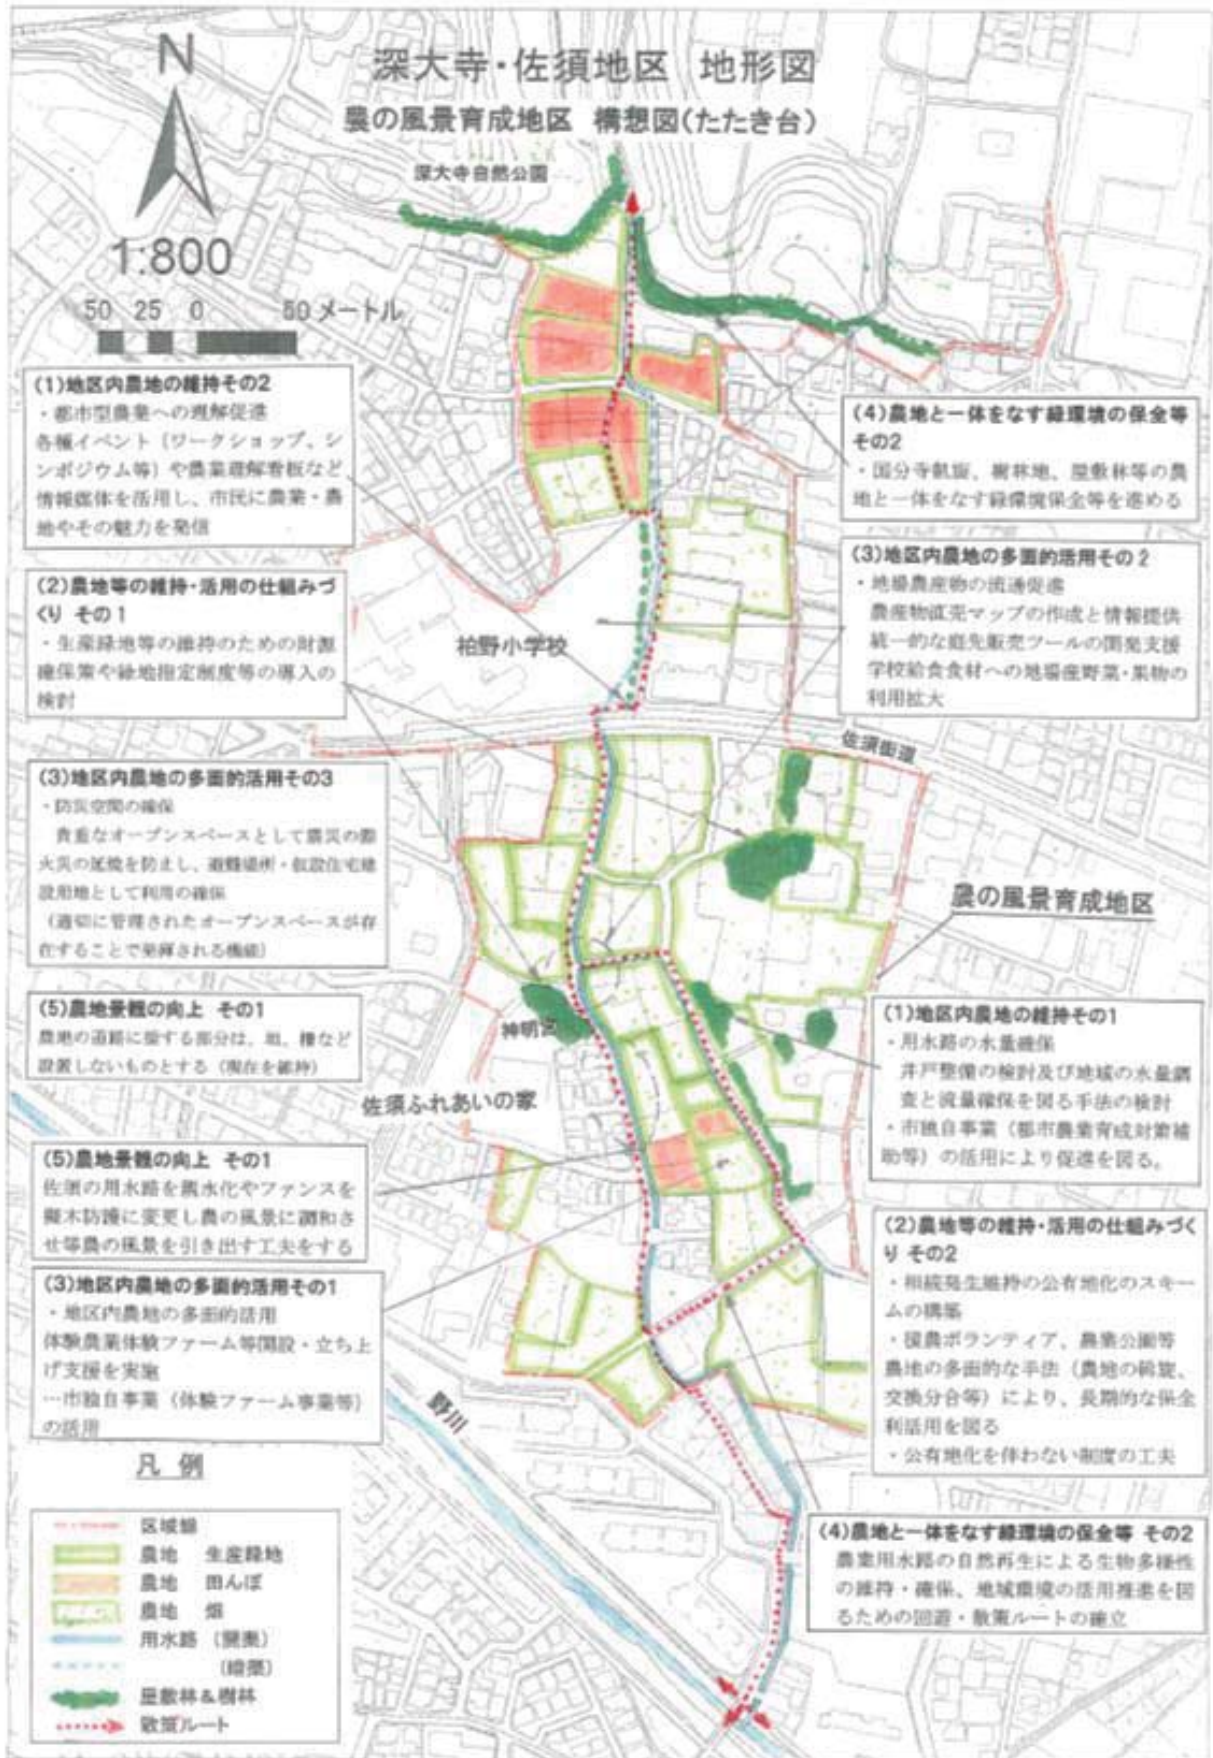 深大寺・佐須地区 地形図
農の風景育成地区 構想図(たたき台)
N
深大寺自然公園
1:800
50 25 0 50 メートル
(1)地区内農地の維持その2
・都市型農業への理解促進
各種イベント(ワークショップ、シ
ンポジウム等)や農業理解看板など
情報媒体を活用し、市民に農業・農
地やその魅力を発信
(4)農地と一体をなす緑環境の保全等
その2
・国分寺崖線、樹林地、屋敷林等の農
地と一体をなす緑環境保全等を進める
(2)農地等の維持・活用の仕組みづ
くり その1
・生産緑地等の維持のための財源
確保策や緑地指定制度等の導入の
検討
(3)地区内農地の多面的活用その2
・地場農産物の流通促進
農産物直売マップの作成と情報提供
統一的な庭先販売ツールの開発支援
学校給食食材への地場産野菜・果物の
利用拡大
柏野小学校
佐須街道
(3)地区内農地の多面的活用その3
・防災空間の確保
貴重なオープンスペースとして震災の際
火災の延焼を防止し、避難場所・仮設住宅建
設用地として利用の確保
(適切に管理されたオープンスペースが存
在することで発揮される機能)
農の風景育成地区
(5)農地景観の向上 その1
農地の道路に接する部分は、垣、柵など
設置しないものとする(現在を維持)
神明宮
(1)地区内農地の維持その1
・用水路の水量確保
井戸整備の検討及び地域の水量調
査と流量確保を図る手法の検討
・市独自事業(都市農業育成対策補
助等)の活用により促進を図る。
佐須ふれあいの家
(5)農地景観の向上 その1
佐須の用水路を親水化やファンスを
擬木防護に変更し農の風景に調和さ
せ等農の風景を引き出す工夫をする
(2)農地等の維持・活用の仕組みづく
り その2
・相続発生維持の公有地化のスキー
ムの構築
・援農ボランティア、農業公園等
農地の多面的な手法(農地の斡旋、
交換分合等)により、長期的な保全
利活用を図る
・公有地化を伴わない制度の工夫
(3)地区内農地の多面的活用その1
・地区内農地の多面的活用
体験農業体験ファーム等開設・立ち上
げ支援を実施
…市独自事業(体験ファーム事業等)
の活用
野川
(4)農地と一体をなす緑環境の保全等 その2
農業用水路の自然再生による生物多様性
の維持・確保、地域環境の活用推進を図
るための回遊・散策ルートの確立
凡 例
区域線
農地 生産緑地
農地 田んぼ
農地 畑
用水路 (開渠)
(暗渠)
屋敷林&樹林
散策ルート